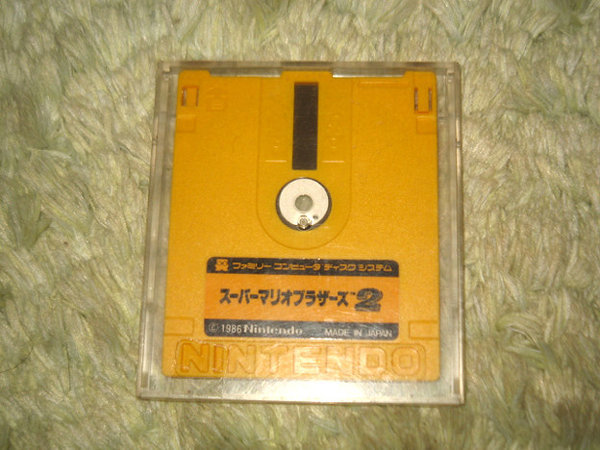 ファミリー コンピュータ ディスク システム
スーパーマリオブラザーズ™2
© 1986 Nintendo MADE IN JAPAN
NINTENDO